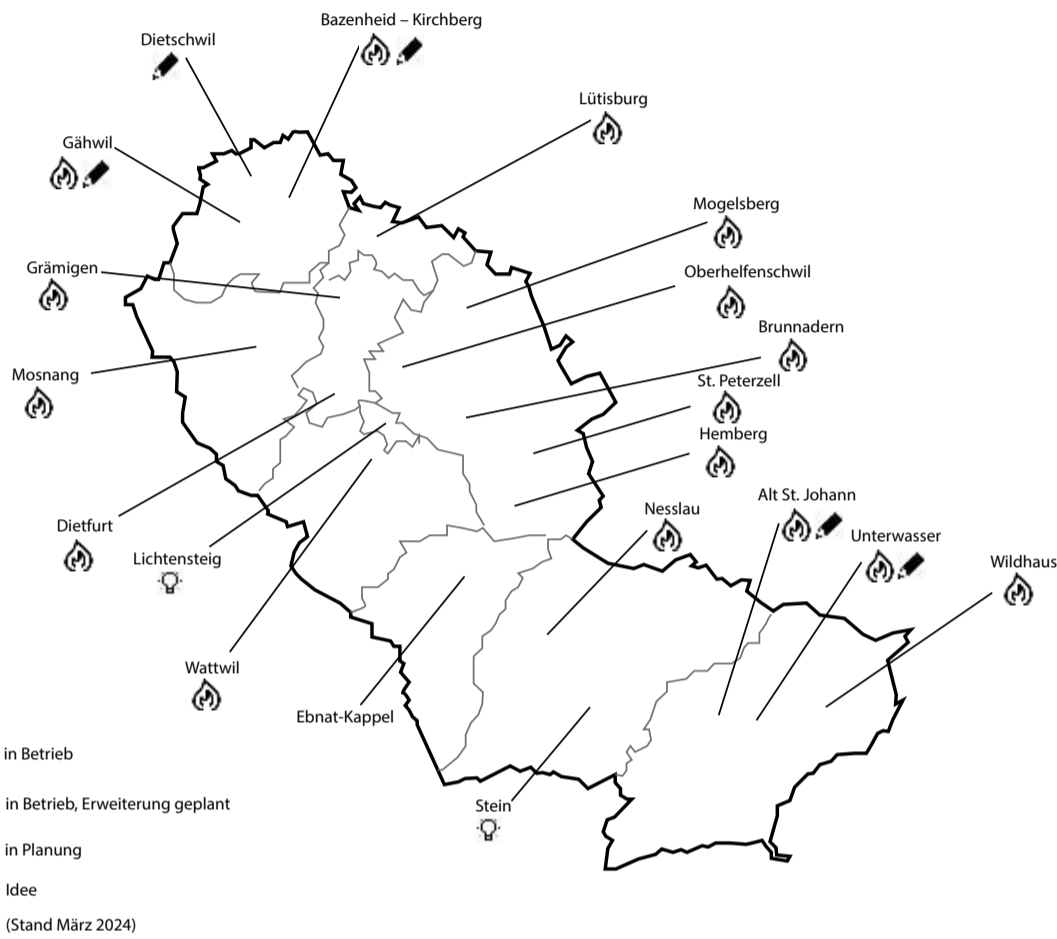 Bazenheid – Kirchberg
Dietschwil
Lütisburg
Gähwil
Mogelsberg
Grämigen
Oberhelfenschwil
Brunnadern
Mosnang
St. Peterzell
Hemberg
Alt St. Johann
Nesslau
Dietfurt
Unterwasser
Lichtensteig
Wildhaus
Wattwil
Ebnat-Kappel
in Betrieb
in Betrieb, Erweiterung geplant
Stein
in Planung
Idee
(Stand März 2024)